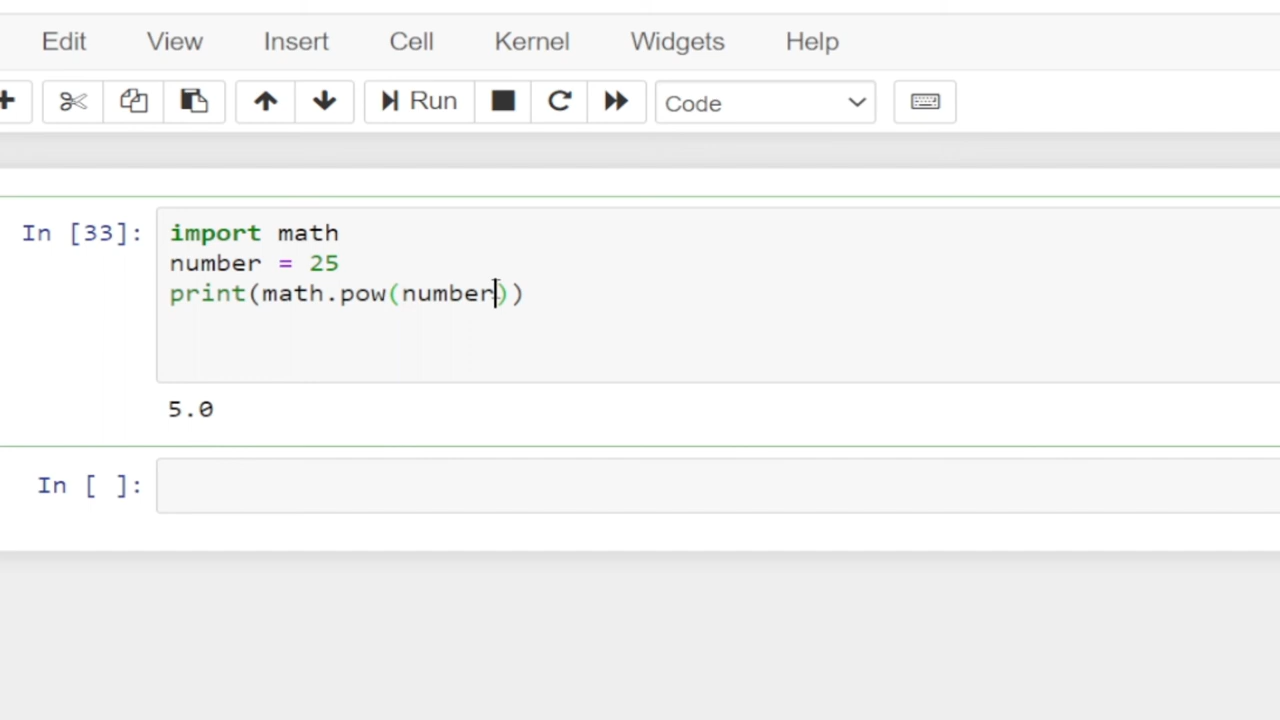 Edit View Insert Cell Kernel Widgets Help
Run Code
In [33]: import math
number = 25
print(math.pow(number))
5.0
In [ ]: